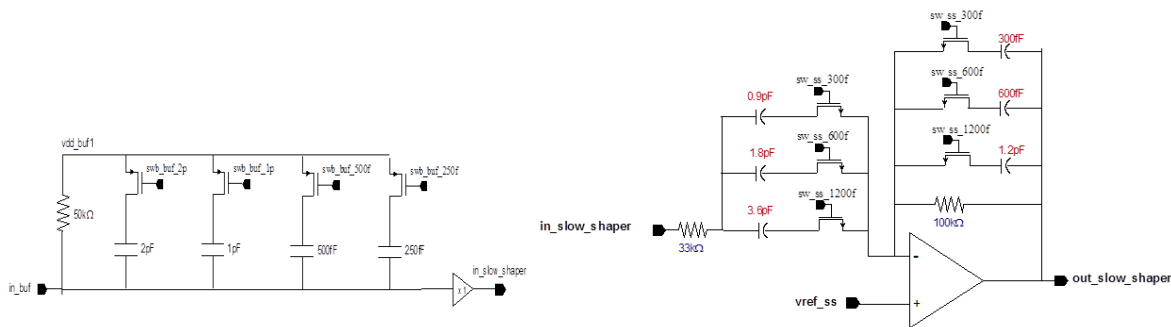 vdd_buf1
swb_buf_2p
swb_buf_1p
swb_buf_500f
swb_buf_250f
50kΩ
2pF
1pF
500fF
250fF
in_buf
x 1
in_slow_shaper
sw_ss_300f
300fF
sw_ss_600f
600fF
sw_ss_1200f
1.2pF
100kΩ
sw_ss_300f
0.9pF
sw_ss_600f
1.8pF
sw_ss_1200f
3.6pF
in_slow_shaper
33kΩ
-
+
vref_ss
out_slow_shaper